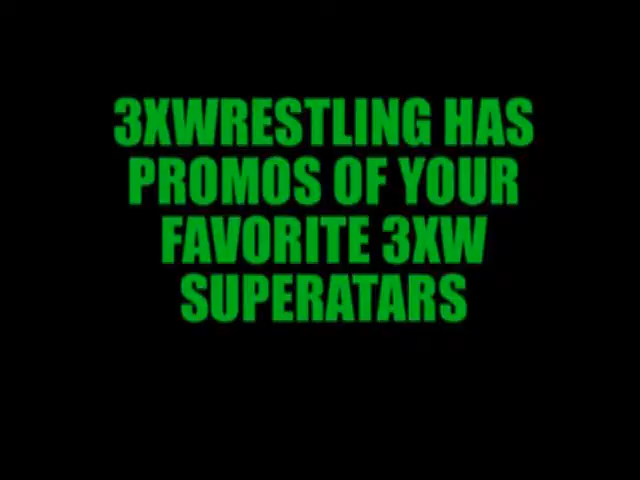 3XWRESTLING HAS
PROMOS OF YOUR
FAVORITE 3XW
SUPERATARS